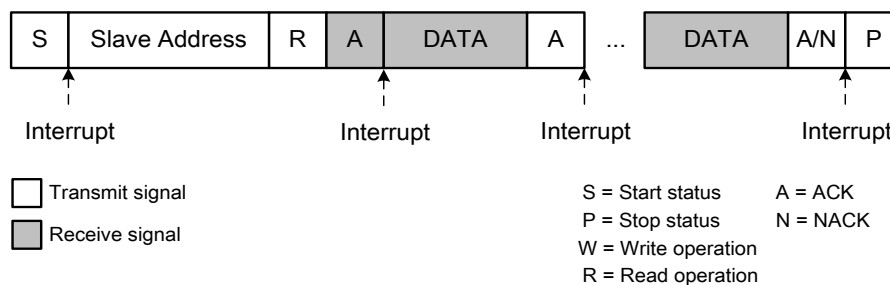 S Slave Address R A DATA A ... DATA A/N P
Interrupt Interrupt Interrupt Interrupt
Transmit signal
Receive signal
S = Start status A = ACK
P = Stop status N = NACK
W = Write operation
R = Read operation